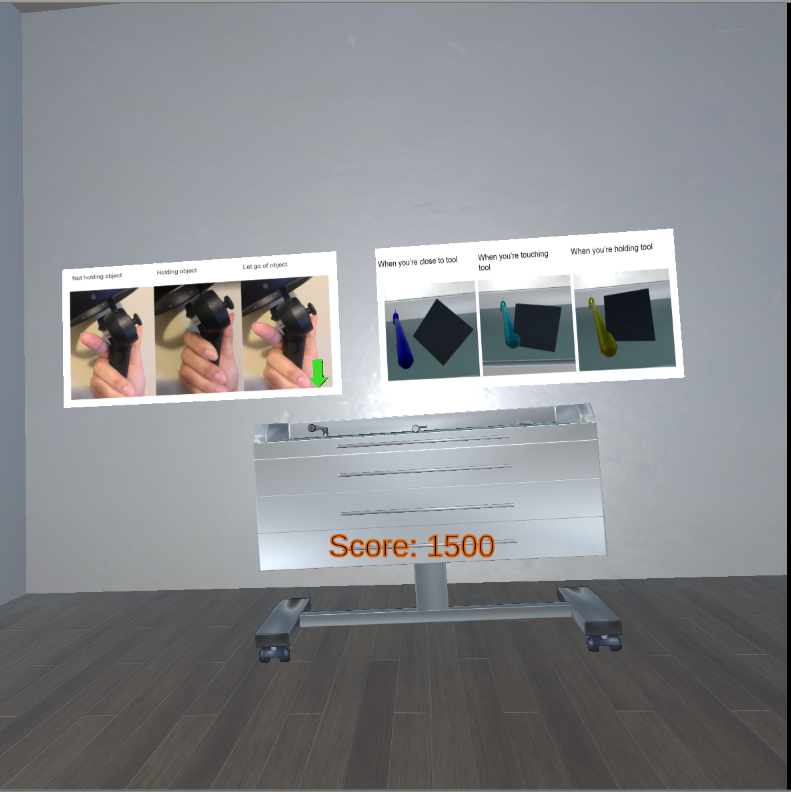 Not holding object
Holding object
Let go of object
When you're close to tool
When you're touching
tool
When you're holding tool
Score: 1500